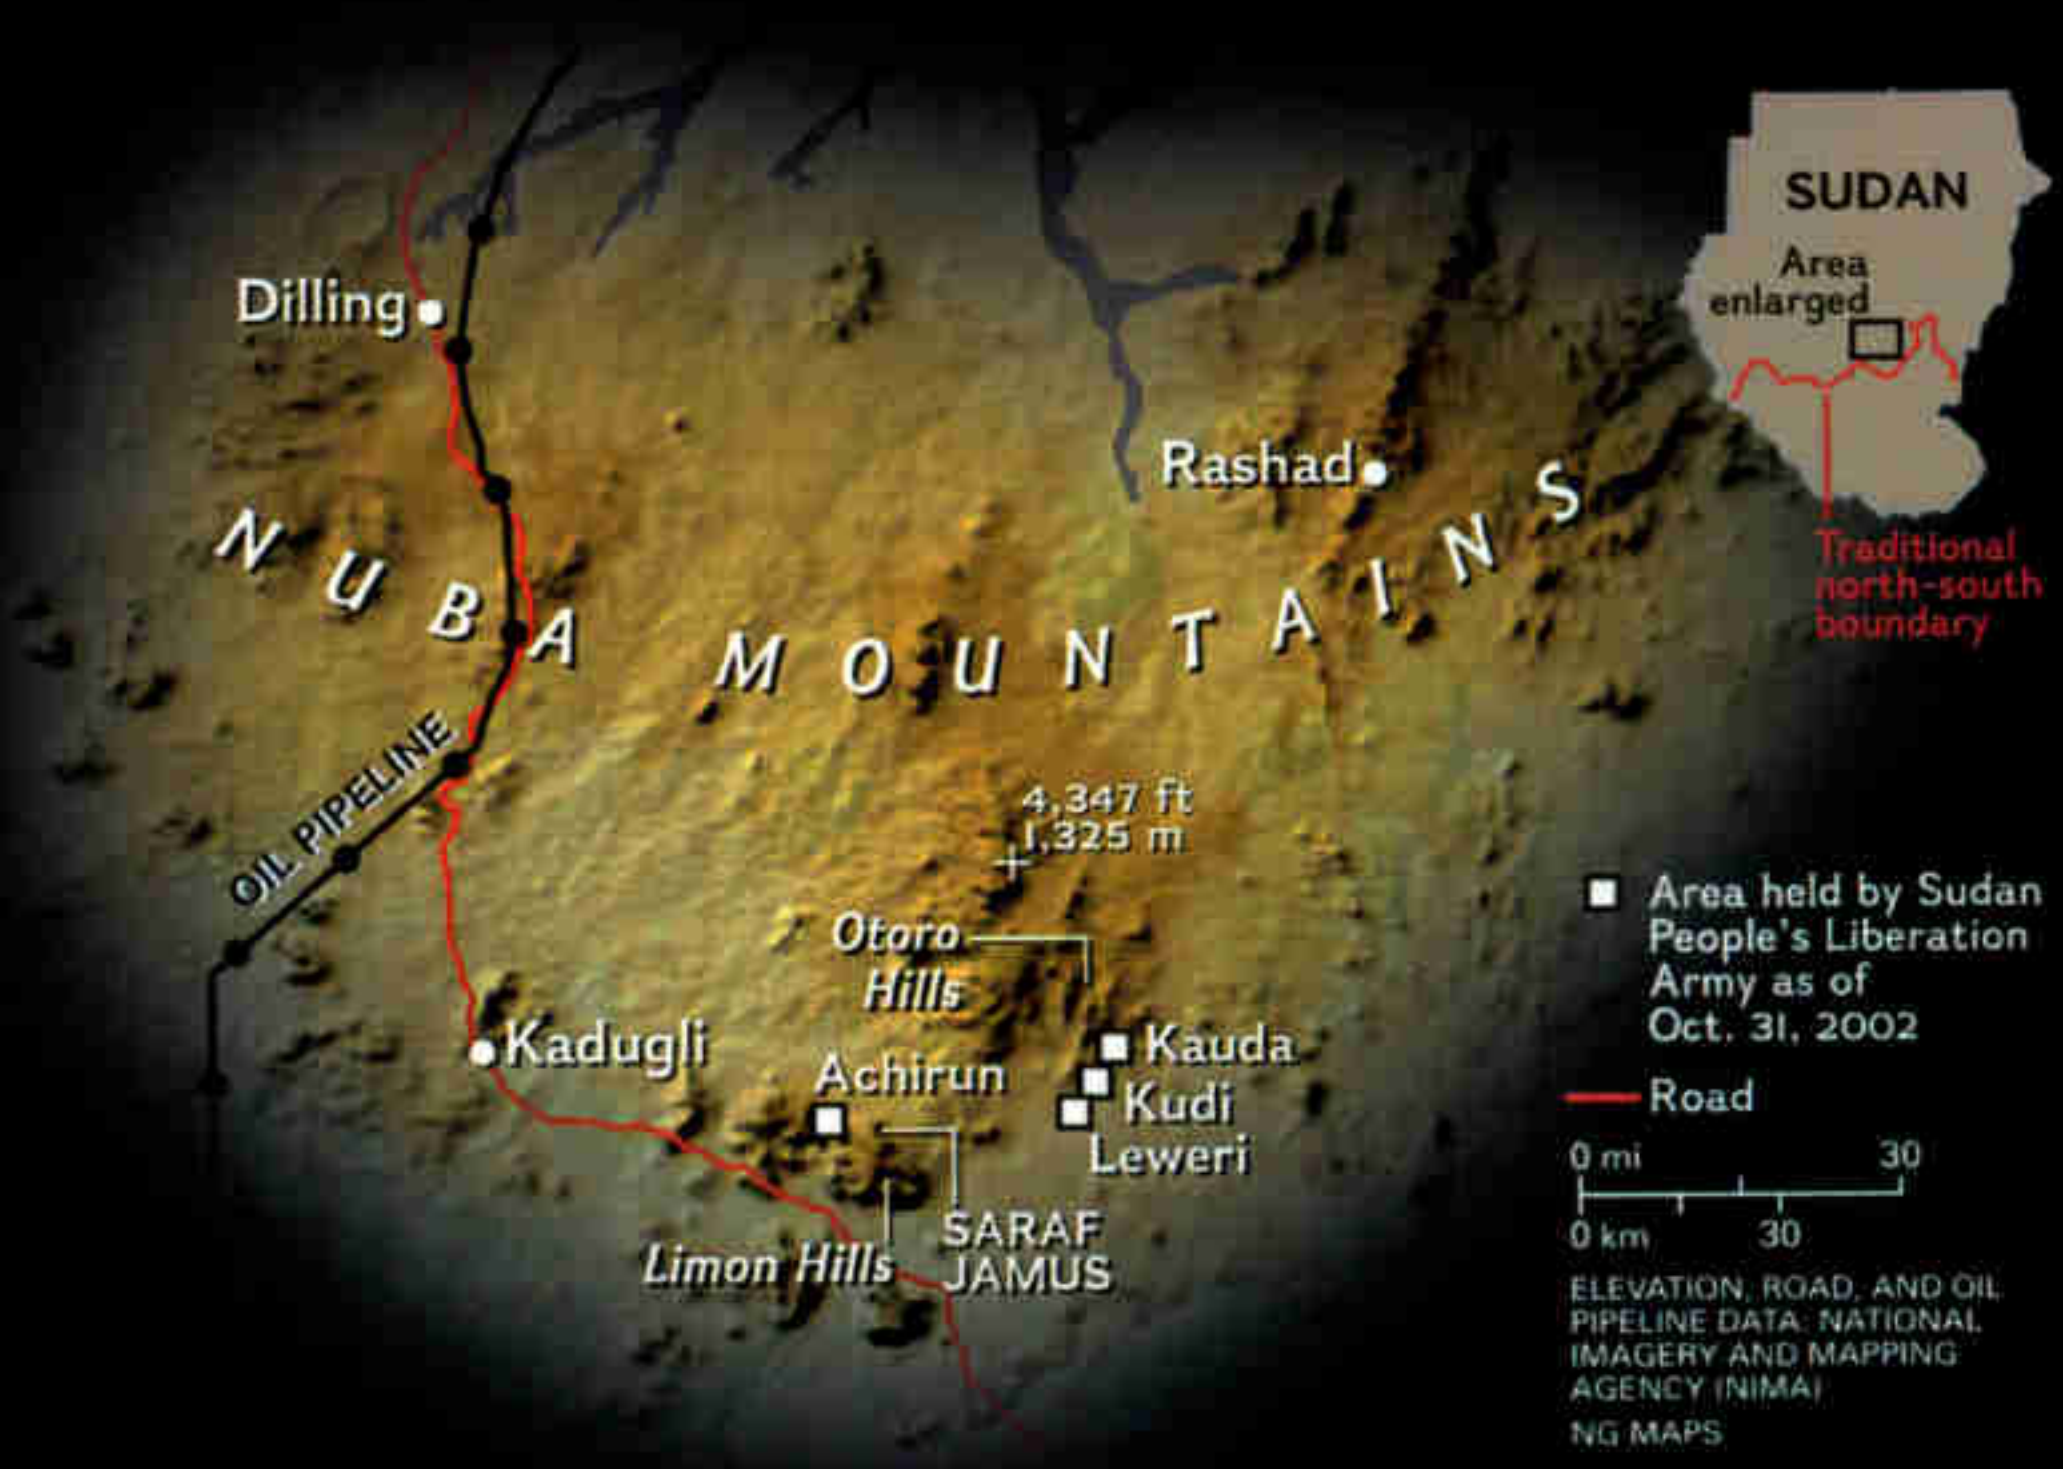 SUDAN
Area
enlarged
Traditional
north-south
boundary
Dilling
Rashad
NUBA MOUNTAINS
OIL PIPELINE
4,347 ft
1,325 m
Otoro
Hills
Kadugli
Achirun
Kauda
Kudi
Leweri
SARAF
JAMUS
Limon Hills
Area held by Sudan
People's Liberation
Army as of
Oct. 31, 2002
Road
0 mi 30
0 km 30
ELEVATION, ROAD, AND OIL
PIPELINE DATA: NATIONAL
IMAGERY AND MAPPING
AGENCY (NIMA)
NG MAPS